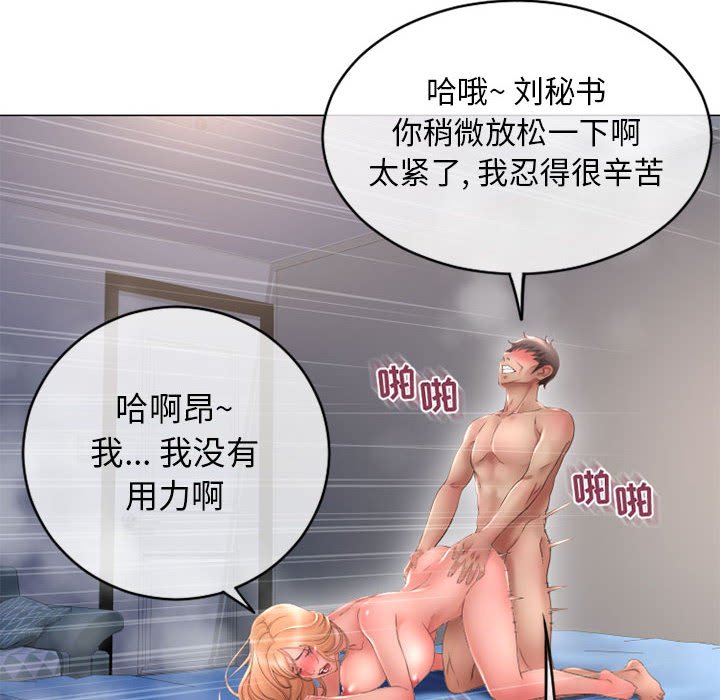 哈哦~ 刘秘书
你稍微放松一下啊
太紧了, 我忍得很辛苦
啪啪
哈啊昂~
我... 我没有
用力啊
啪啪